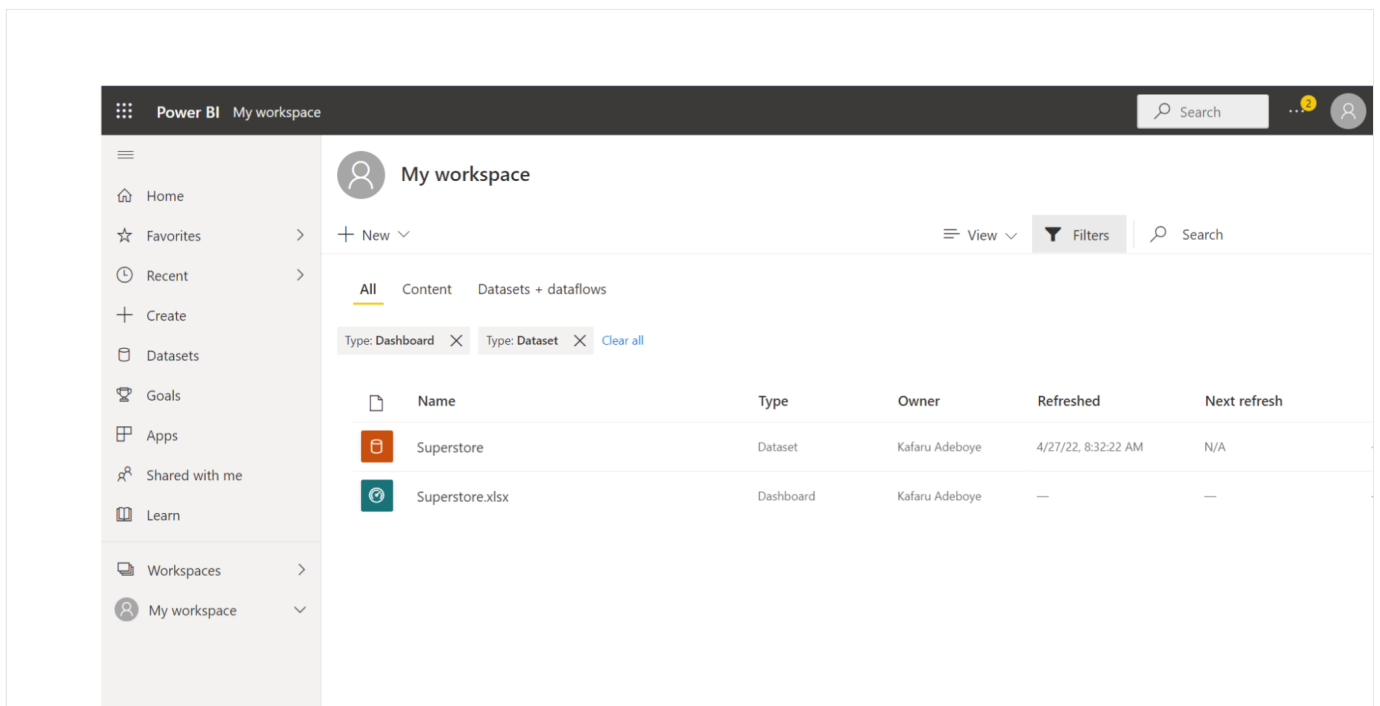 Power BI My workspace Search 2
My workspace
Home
Favorites
Recent
Create
Datasets
Goals
Apps
Shared with me
Learn
Workspaces
My workspace
New View Filters Search
All Content Datasets + dataflows
Type: Dashboard Type: Dataset Clear all
Name Type Owner Refreshed Next refresh
Superstore Dataset Kafaru Adeboye 4/27/22, 8:32:22 AM N/A
Superstore.xlsx Dashboard Kafaru Adeboye — —